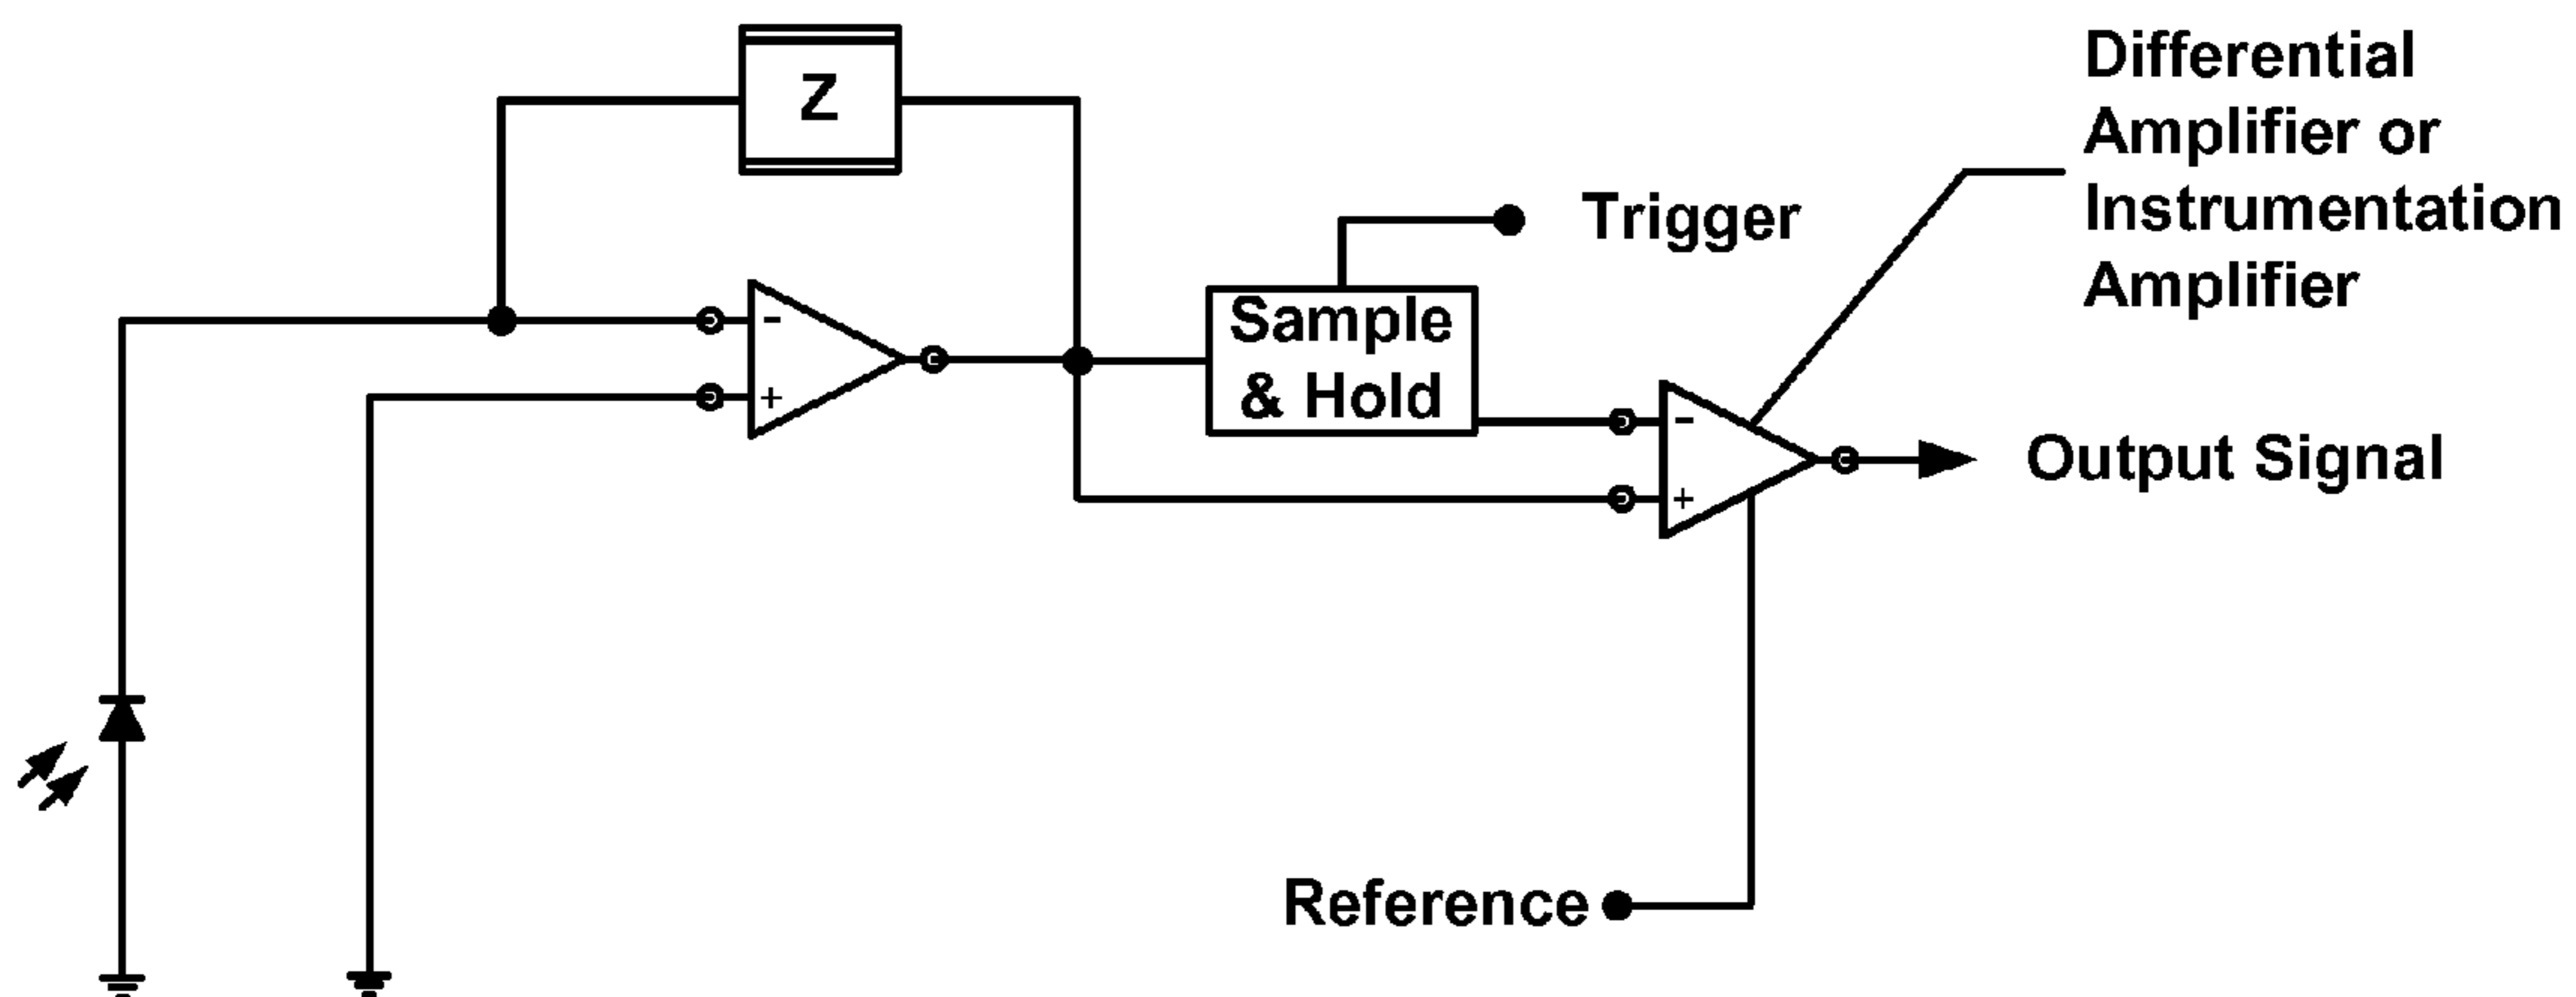 Z
-
+
Trigger
Sample
& Hold
-
+
Differential
Amplifier or
Instrumentation
Amplifier
Output Signal
Reference